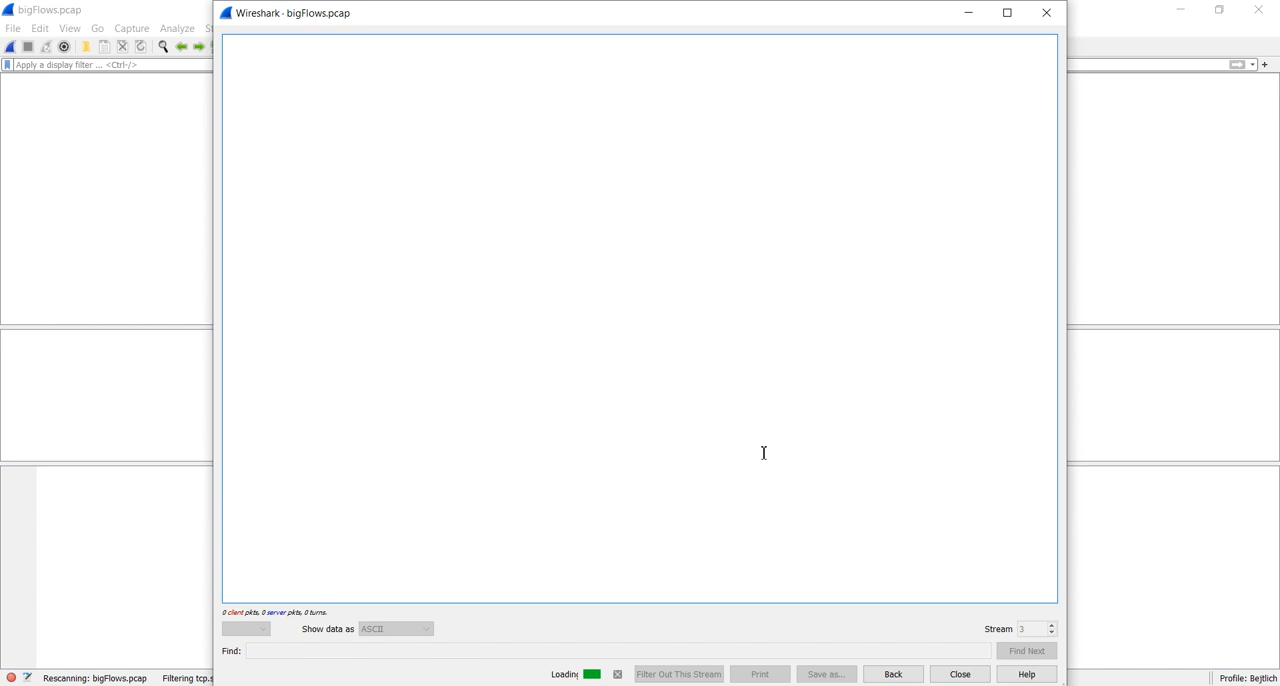 bigFlows.pcap
Wireshark · bigFlows.pcap
File Edit View Go Capture Analyze
Apply a display filter ... <Ctrl-/>
+
0 client pkts, 0 server pkts, 0 turns.
Show data as ASCII
Stream 3
Find:
Find Next
Loading
Filter Out This Stream
Print
Save as...
Back
Close
Help
Rescanning: bigFlows.pcap
Filtering tcp.s
Profile: Bejtlich